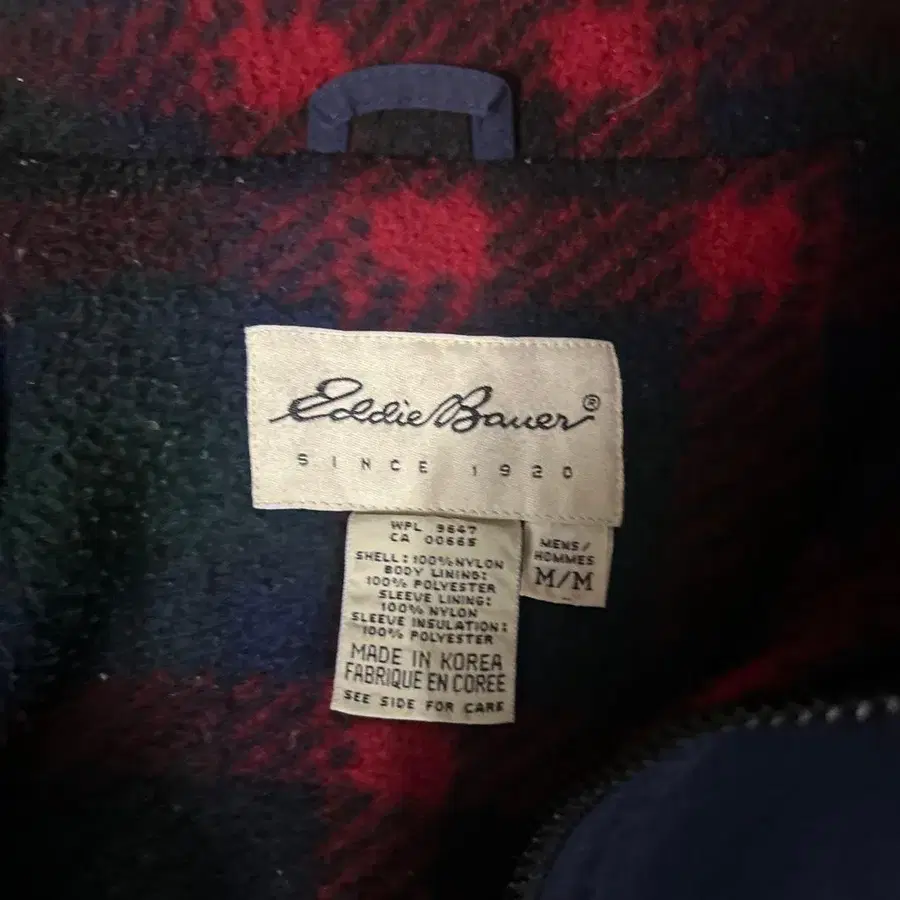 Eddie Bauer®
SINCE 1920
WPL 9647
CA 00665
SHELL: 100% NYLON
BODY LINING:
100% POLYESTER
SLEEVE LINING:
100% NYLON
SLEEVE INSULATION:
100% POLYESTER
MADE IN KOREA
FABRIQUE EN COREE
SEE SIDE FOR CARE
MENS/
HOMMES
M/M